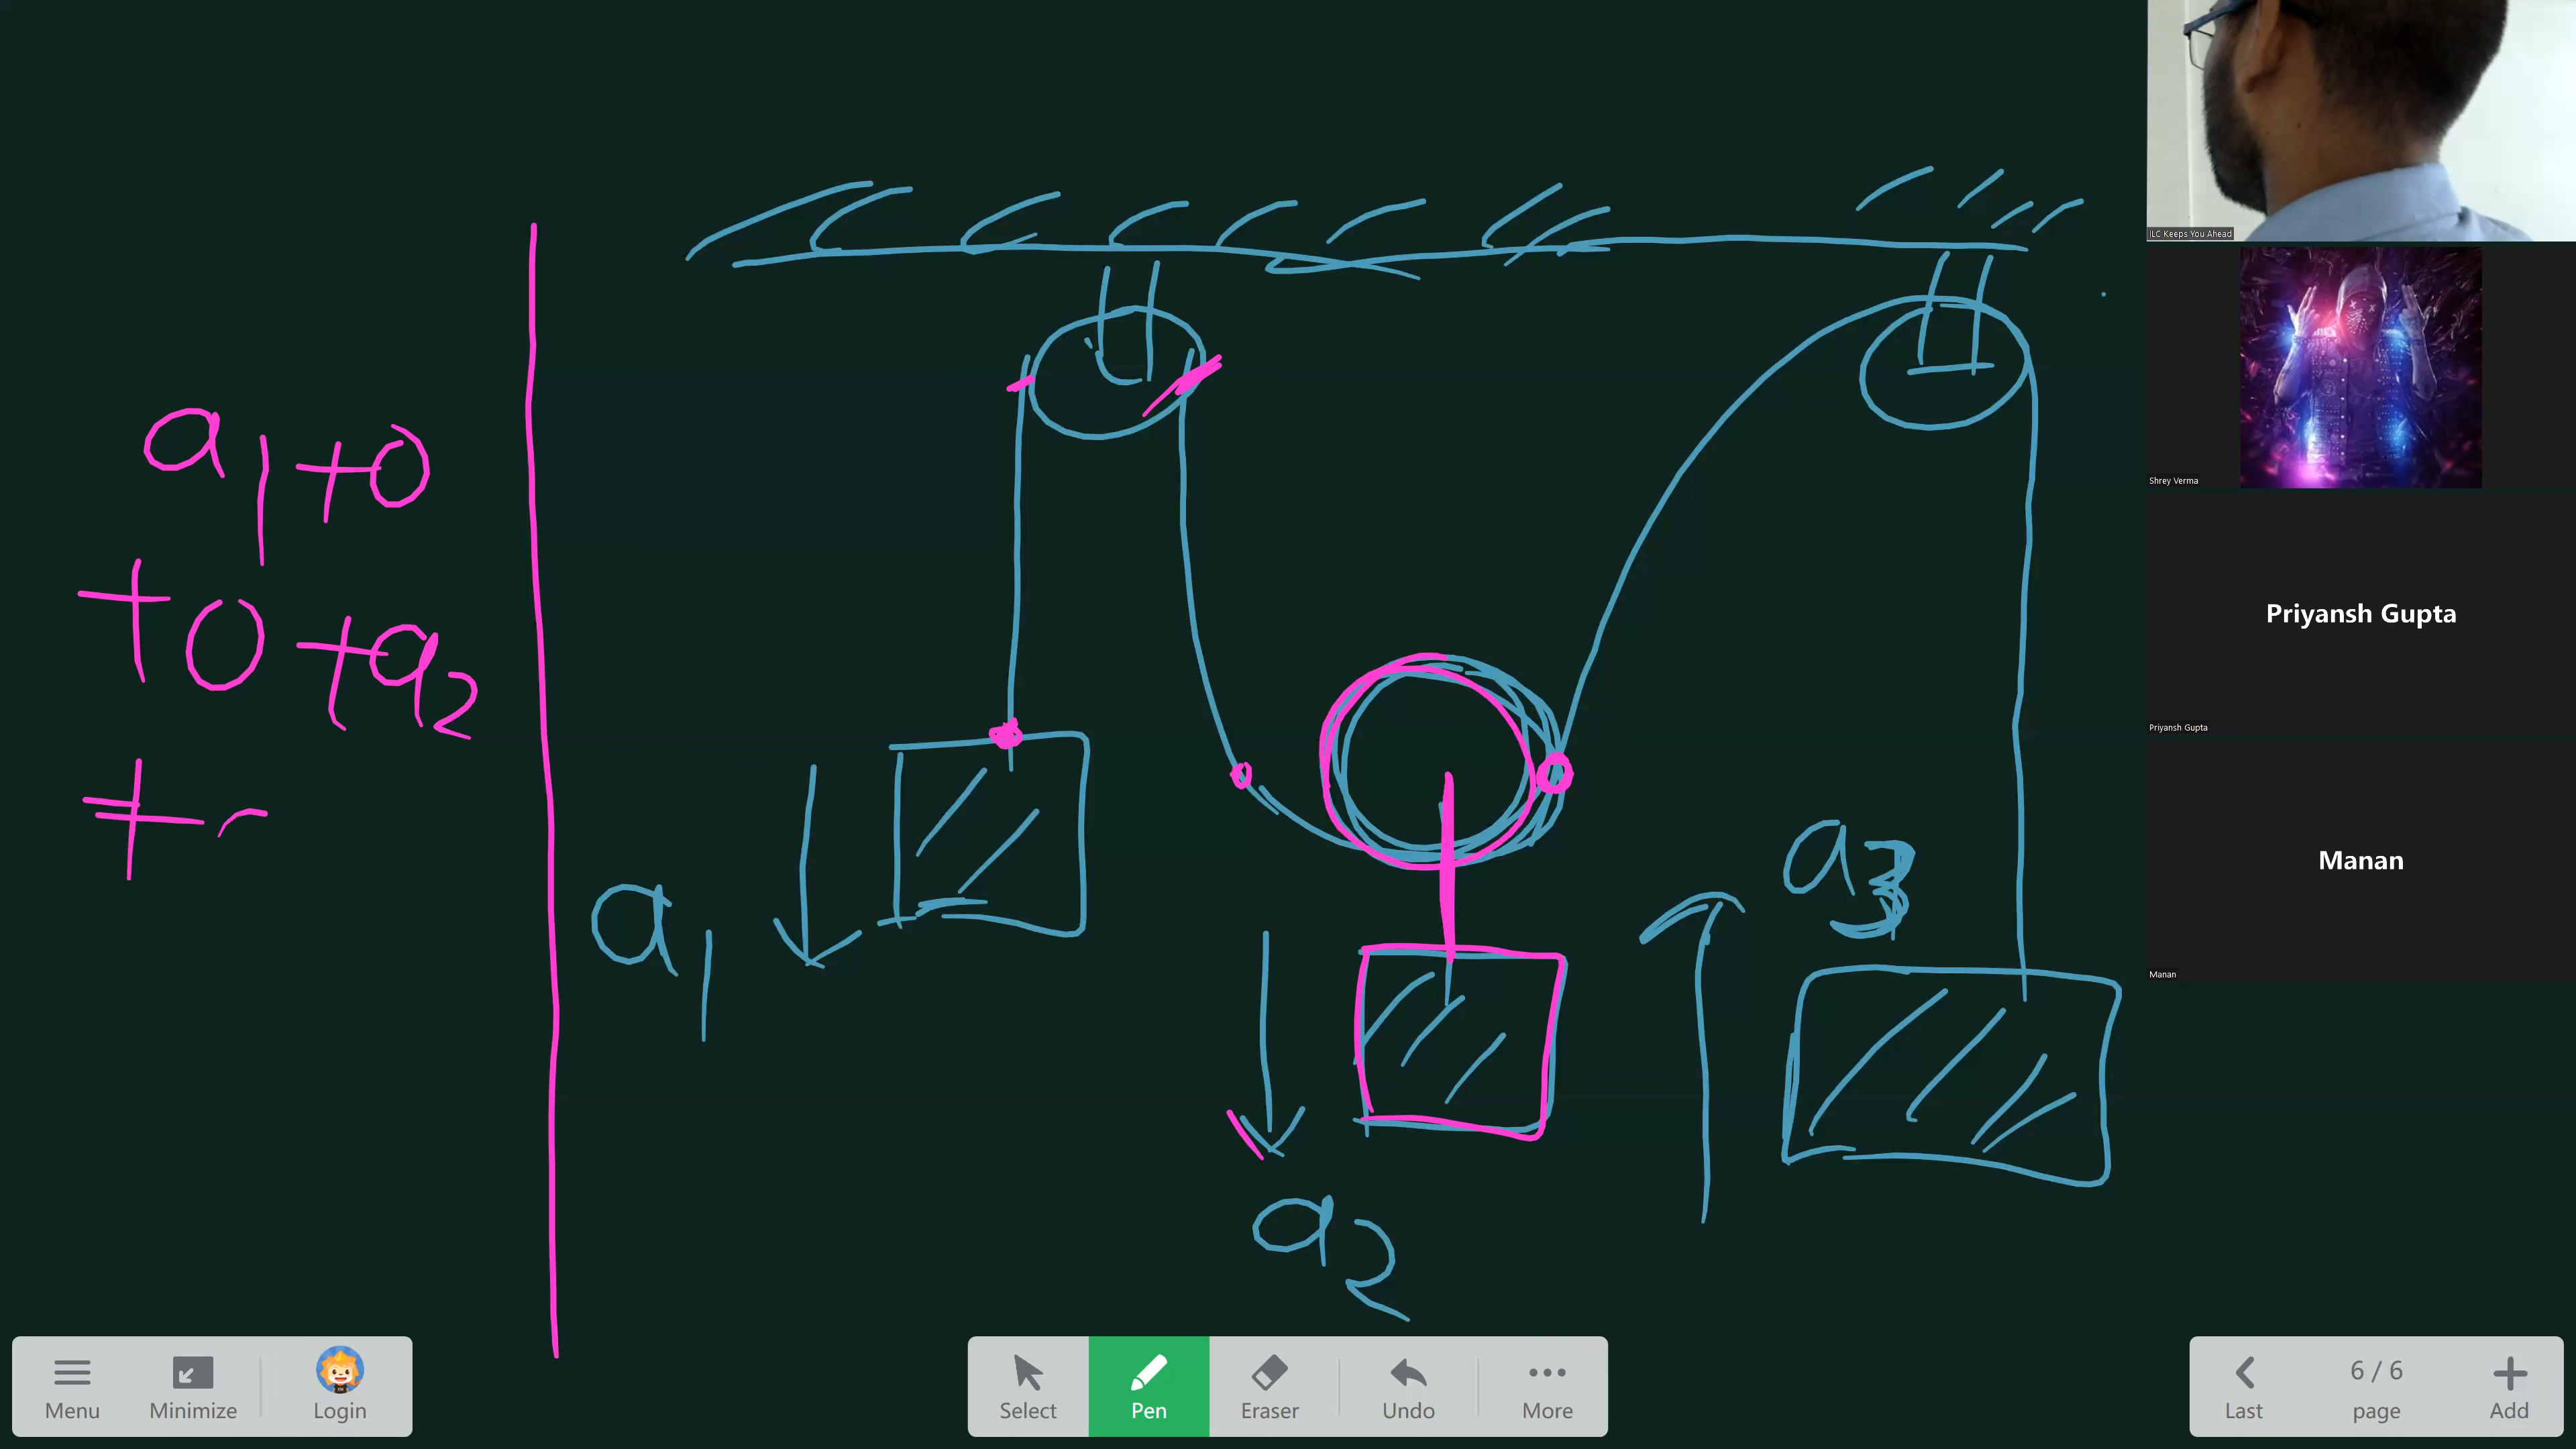 a1+0
+0+a2
+
a1
a2
a3
ILC Keeps You Ahead
Shrey Verma
Priyansh Gupta
Priyansh Gupta
Manan
Manan
Menu
Minimize
Login
Select
Pen
Eraser
Undo
More
Last
6 / 6
page
Add